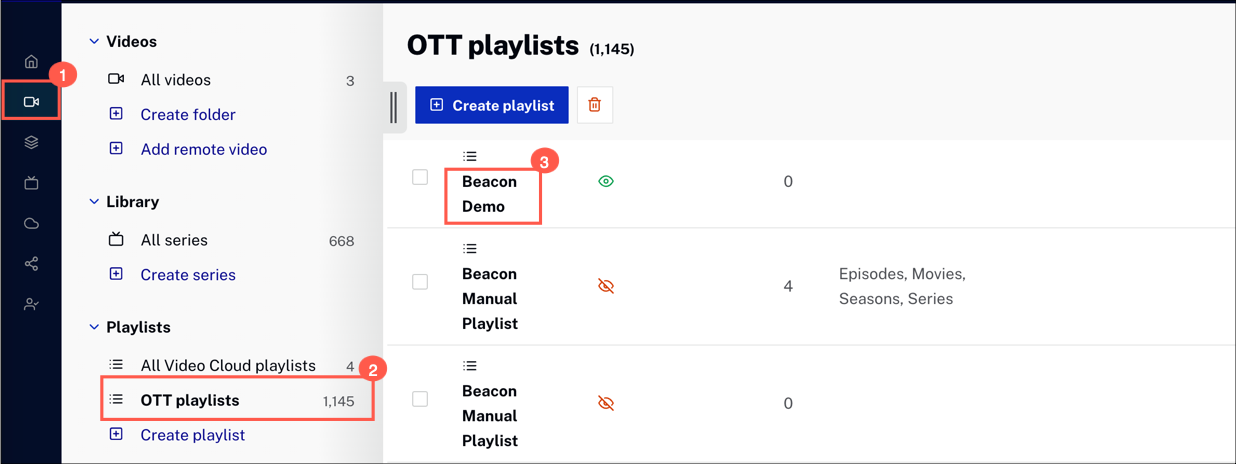 1
Videos
All videos 3
Create folder
Add remote video
Library
All series 668
Create series
Playlists
All Video Cloud playlists 4
2
OTT playlists 1,145
Create playlist
OTT playlists (1,145)
Create playlist
3
Beacon
Demo
0
Beacon
Manual
Playlist
4
Episodes, Movies,
Seasons, Series
Beacon
Manual
Playlist
0